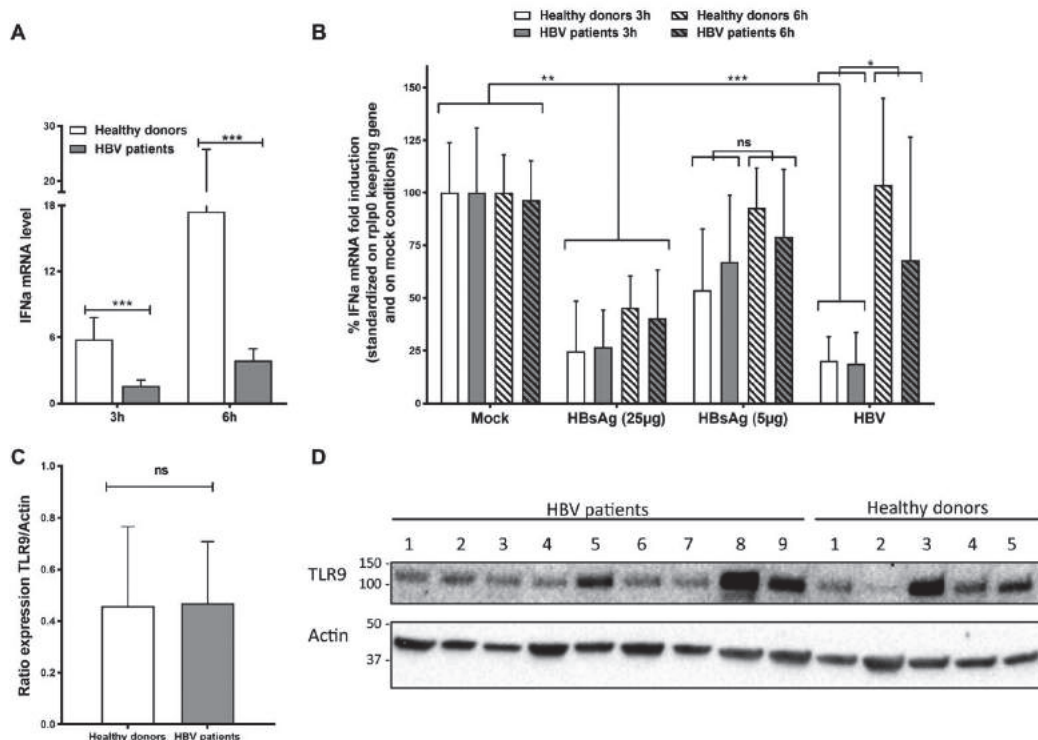 A
Healthy donors
HBV patients
IFNa mRNA level
30
20
18
12
6
0
***
***
3h
6h
B
Healthy donors 3h
HBV patients 3h
Healthy donors 6h
HBV patients 6h
% IFNa mRNA fold induction
(standardized on rplp0 keeping gene
and on mock conditions)
150
125
100
75
50
25
0
**
***
*
ns
Mock
HBsAg (25µg)
HBsAg (5µg)
HBV
C
Ratio expression TLR9/Actin
1.0
0.8
0.6
0.4
0.2
0.0
ns
Healthy donors
HBV patients
D
HBV patients
Healthy donors
1 2 3 4 5 6 7 8 9 1 2 3 4 5
TLR9
150
100
Actin
50
37